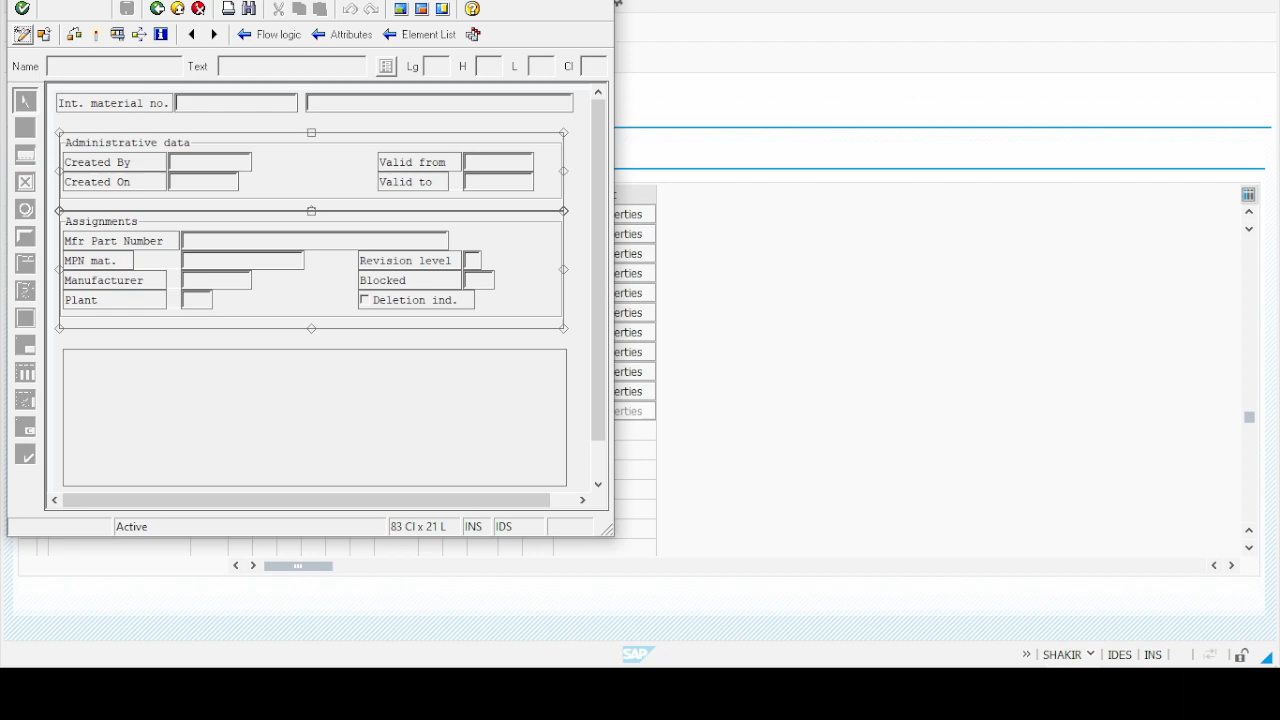 Flow logic Attributes Element List
Name Text Lg H L Cl
Int. material no.
Administrative data
Created By Valid from
Created On Valid to
Assignments
Mfr Part Number
MPN mat. Revision level
Manufacturer Blocked
Plant Deletion ind.
Active 83 Cl x 21 L INS IDS
erties
erties
erties
erties
erties
erties
erties
erties
erties
erties
erties
SAP
SHAKIR IDES INS